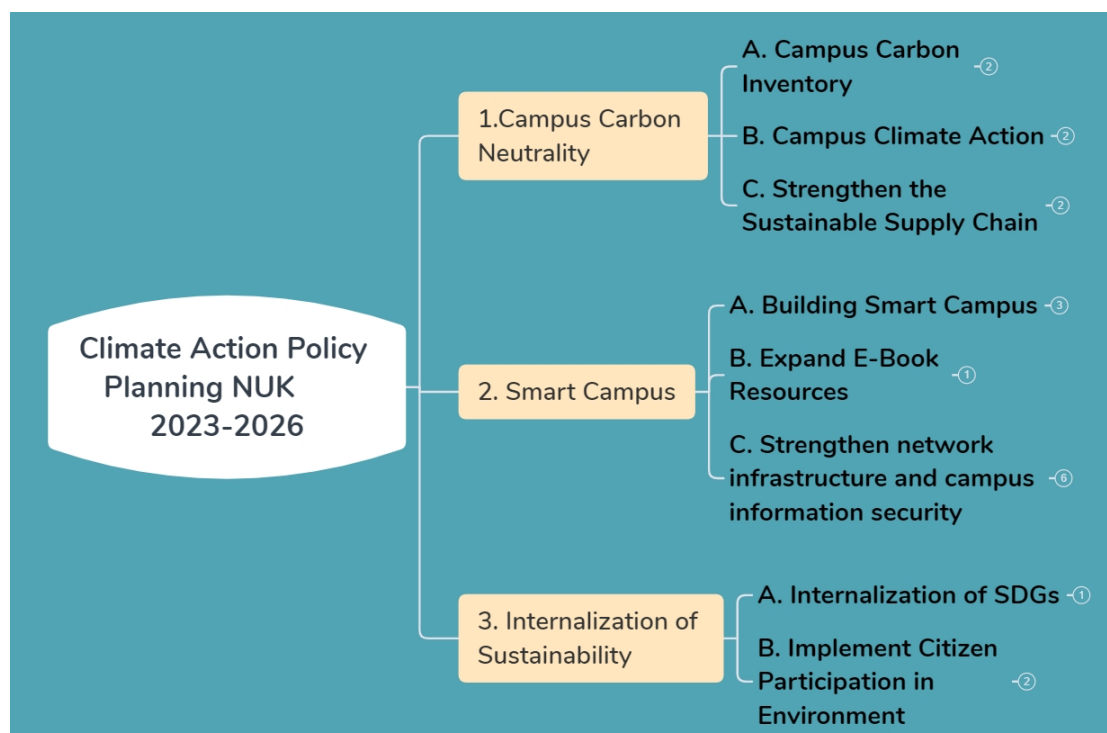 Climate Action Policy
Planning NUK
2023-2026
1.Campus Carbon
Neutrality
A. Campus Carbon
Inventory
2
B. Campus Climate Action
2
C. Strengthen the
Sustainable Supply Chain
2
2. Smart Campus
A. Building Smart Campus
3
B. Expand E-Book
Resources
1
C. Strengthen network
infrastructure and campus
information security
6
3. Internalization of
Sustainability
A. Internalization of SDGs
1
B. Implement Citizen
Participation in
Environment
2